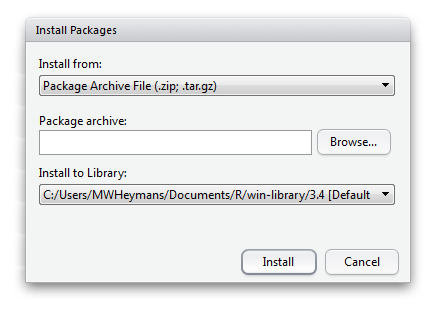 Install Packages
Install from:
Package Archive File (.zip; .tar.gz)
Package archive:
Browse...
Install to Library:
C:/Users/MWHeymans/Documents/R/win-library/3.4 [Default
Install
Cancel